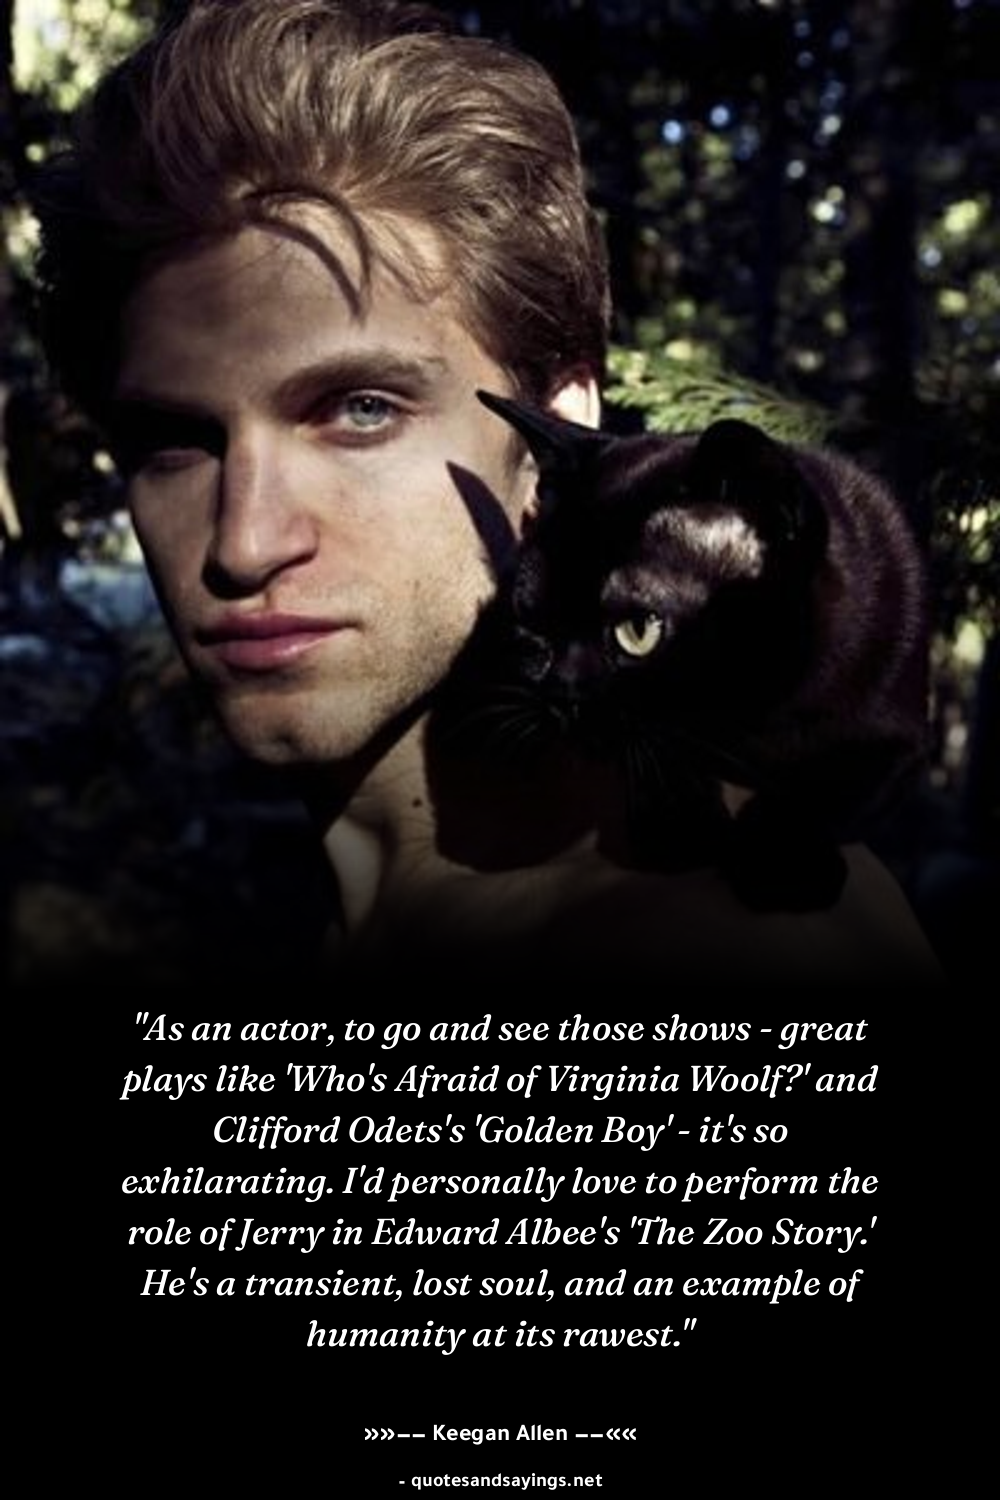 "As an actor, to go and see those shows - great
plays like 'Who's Afraid of Virginia Woolf?' and
Clifford Odets's 'Golden Boy' - it's so
exhilarating. I'd personally love to perform the
role of Jerry in Edward Albee's 'The Zoo Story.'
He's a transient, lost soul, and an example of
humanity at its rawest."
»»−− Keegan Allen −−««
- quotesandsayings.net